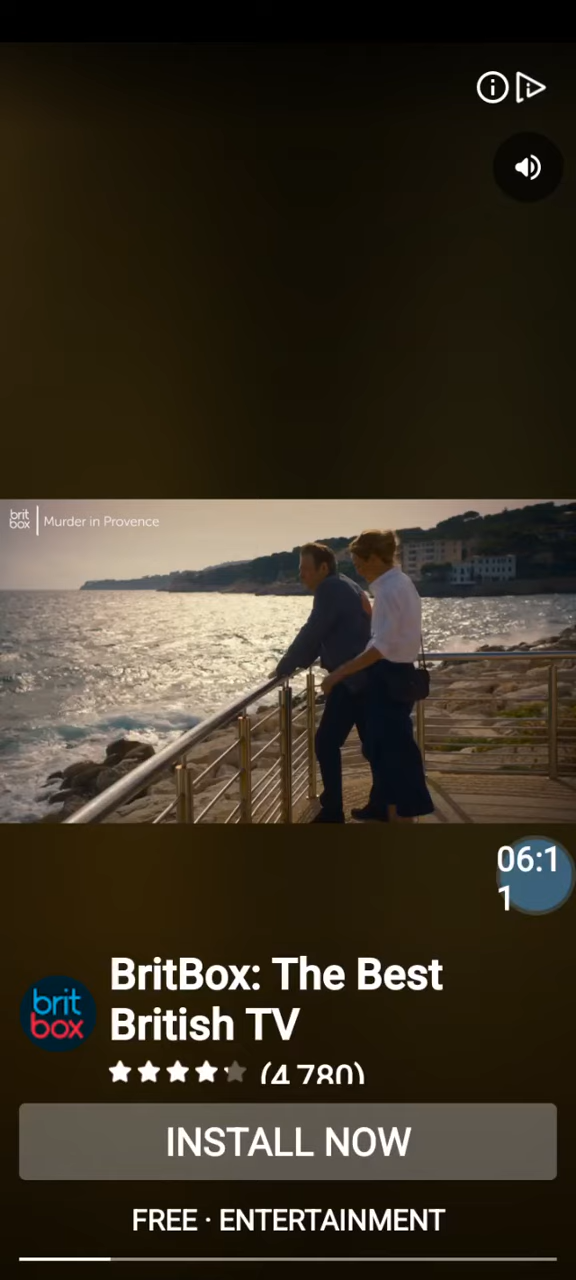 brit
box
Murder in Provence
06:1
1
BritBox: The Best
British TV
brit
box
(4,780)
INSTALL NOW
FREE · ENTERTAINMENT